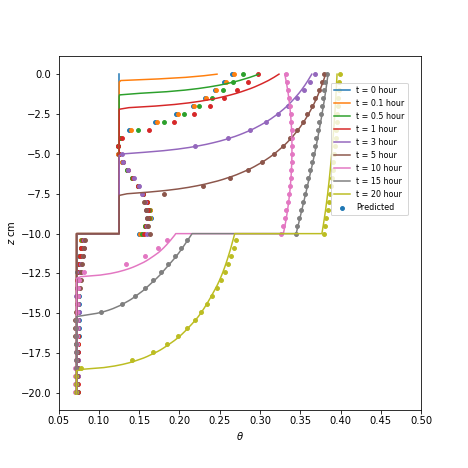 0.0
−2.5
−5.0
−7.5
−10.0
−12.5
−15.0
−17.5
−20.0
z cm
0.05
0.10
0.15
0.20
0.25
0.30
0.35
0.40
0.45
0.50
θ
t = 0 hour
t = 0.1 hour
t = 0.5 hour
t = 1 hour
t = 3 hour
t = 5 hour
t = 10 hour
t = 15 hour
t = 20 hour
Predicted